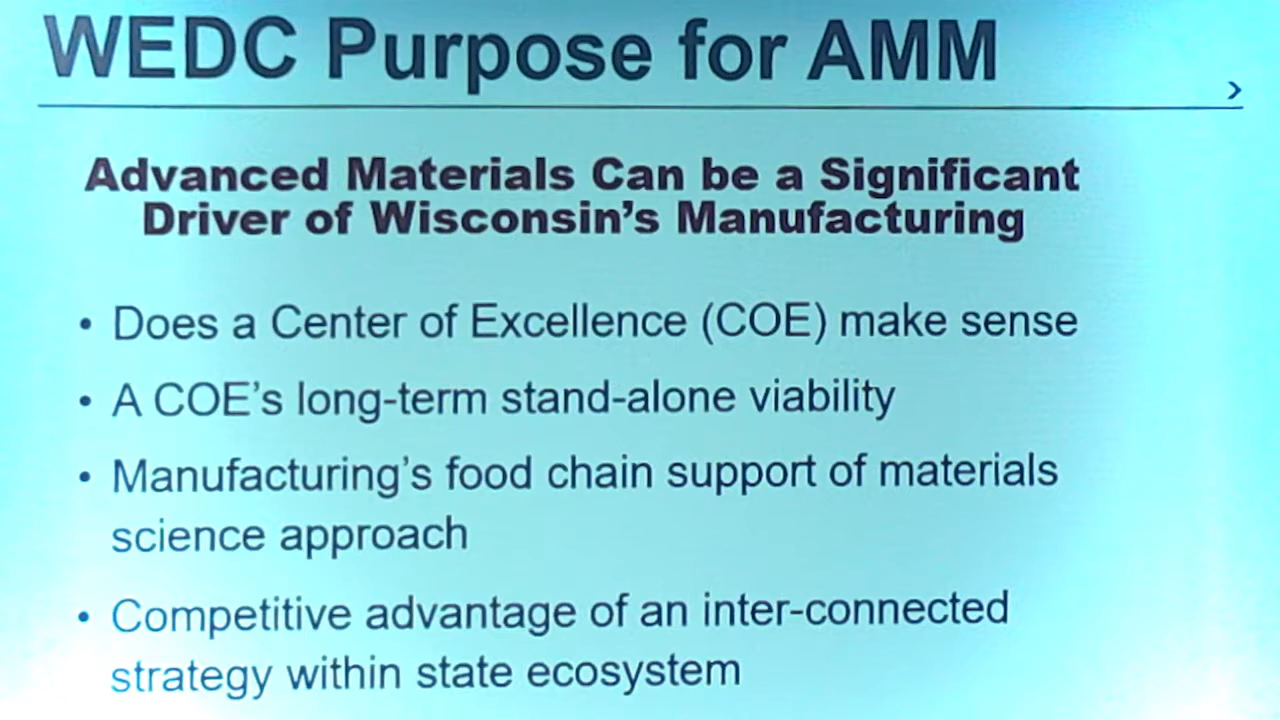 WEDC Purpose for AMM
›
Advanced Materials Can be a Significant
Driver of Wisconsin’s Manufacturing
• Does a Center of Excellence (COE) make sense
• A COE’s long-term stand-alone viability
• Manufacturing’s food chain support of materials
science approach
• Competitive advantage of an inter-connected
strategy within state ecosystem